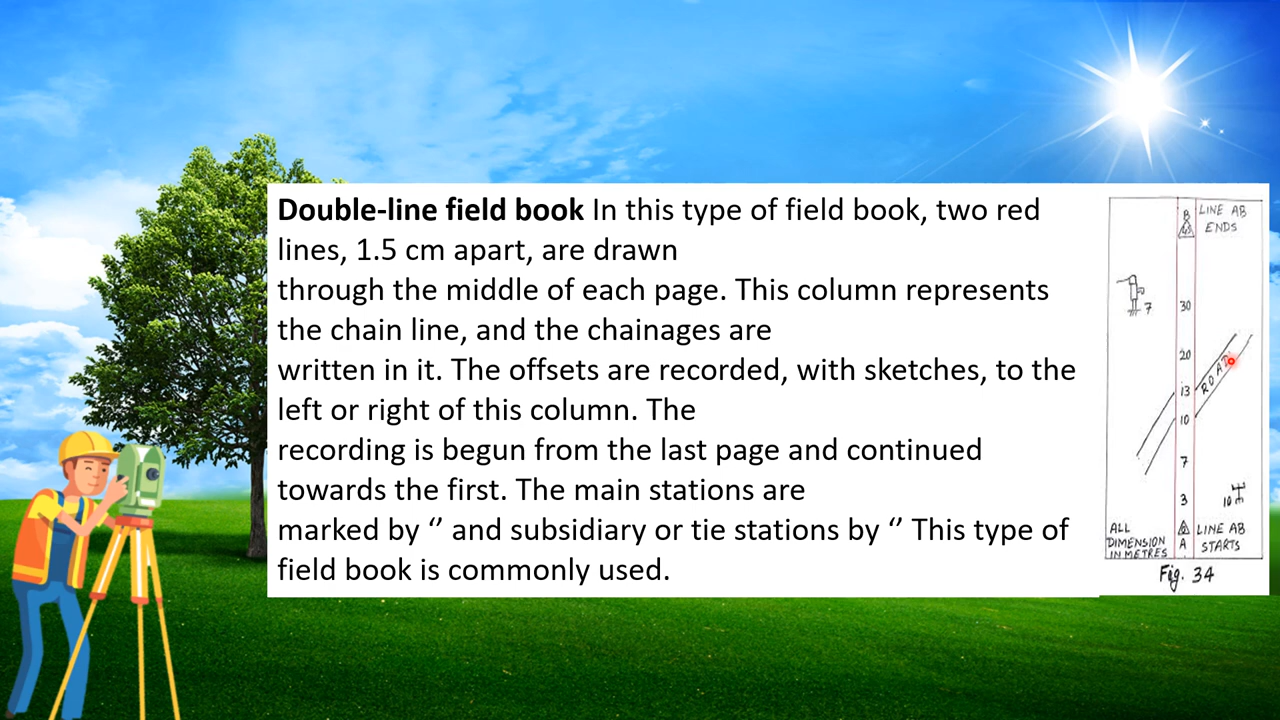 Double-line field book In this type of field book, two red
lines, 1.5 cm apart, are drawn
through the middle of each page. This column represents
the chain line, and the chainages are
written in it. The offsets are recorded, with sketches, to the
left or right of this column. The
recording is begun from the last page and continued
towards the first. The main stations are
marked by ‘’ and subsidiary or tie stations by ‘’ This type of
field book is commonly used.
B
LINE AB
ENDS
7
30
20
ROAD
13
10
7
3
10
ALL
DIMENSION
IN METRES
A
LINE AB
STARTS
Fig. 34